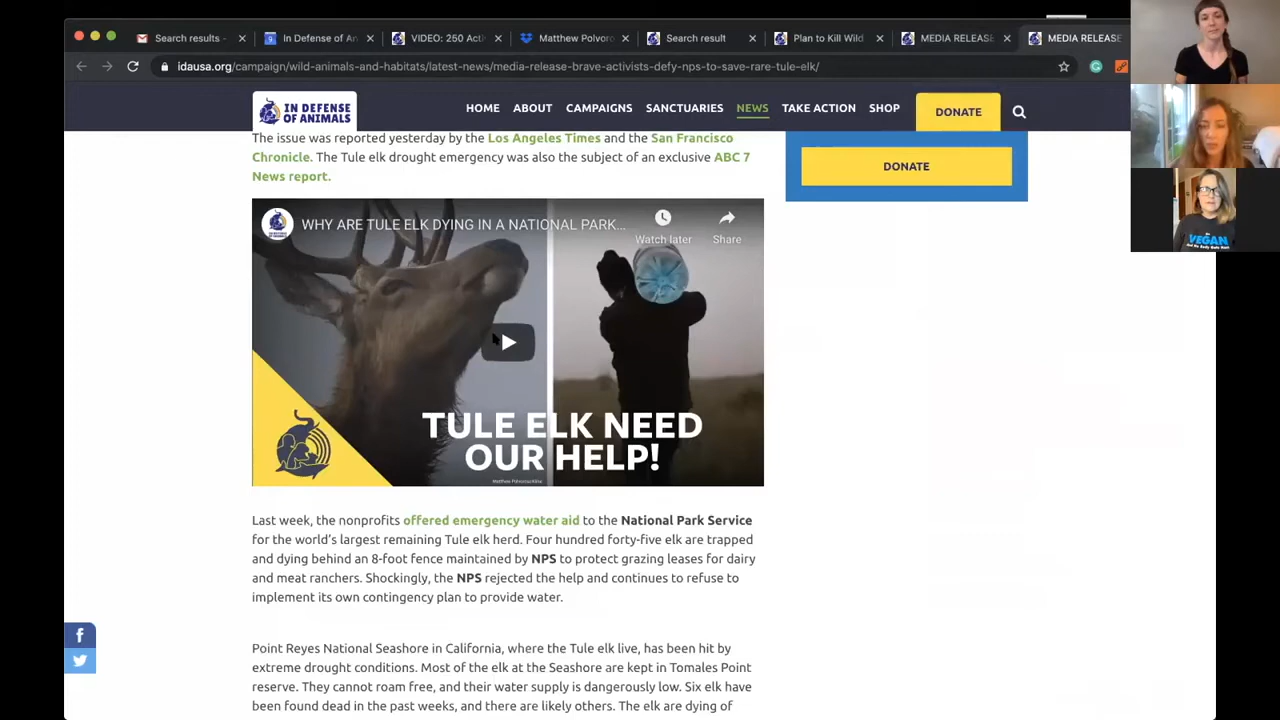 Search results -
In Defense of An
VIDEO: 250 Acti
Matthew Polvoro
Search result
Plan to Kill Wild
MEDIA RELEASE
MEDIA RELEASE
idausa.org/campaign/wild-animals-and-habitats/latest-news/media-release-brave-activists-defy-nps-to-save-rare-tule-elk/
IN DEFENSE
OF ANIMALS
HOME ABOUT CAMPAIGNS SANCTUARIES NEWS TAKE ACTION SHOP DONATE
The issue was reported yesterday by the Los Angeles Times and the San Francisco
Chronicle. The Tule elk drought emergency was also the subject of an exclusive ABC 7
News report.
DONATE
WHY ARE TULE ELK DYING IN A NATIONAL PARK...
Watch later Share
TULE ELK NEED
OUR HELP!
Last week, the nonprofits offered emergency water aid to the National Park Service
for the world's largest remaining Tule elk herd. Four hundred forty-five elk are trapped
and dying behind an 8-foot fence maintained by NPS to protect grazing leases for dairy
and meat ranchers. Shockingly, the NPS rejected the help and continues to refuse to
implement its own contingency plan to provide water.
Point Reyes National Seashore in California, where the Tule elk live, has been hit by
extreme drought conditions. Most of the elk at the Seashore are kept in Tomales Point
reserve. They cannot roam free, and their water supply is dangerously low. Six elk have
been found dead in the past weeks, and there are likely others. The elk are dying of
VEGAN